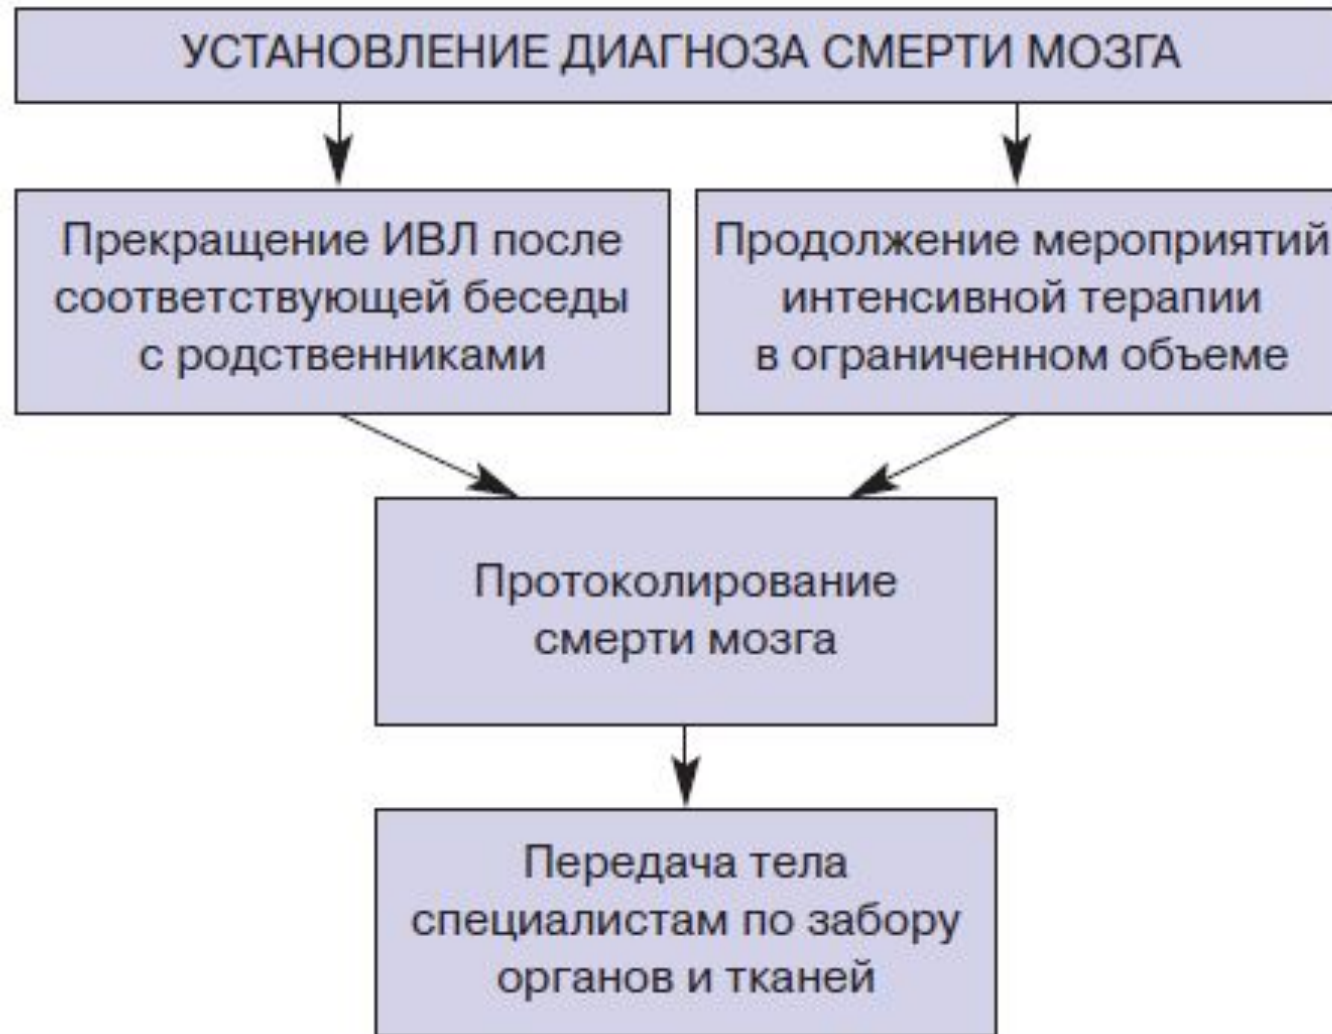 УСТАНОВЛЕНИЕ ДИАГНОЗА СМЕРТИ МОЗГА
Прекращение ИВЛ после
соответствующей беседы
с родственниками
Продолжение мероприятий
интенсивной терапии
в ограниченном объеме
Протоколирование
смерти мозга
Передача тела
специалистам по забору
органов и тканей